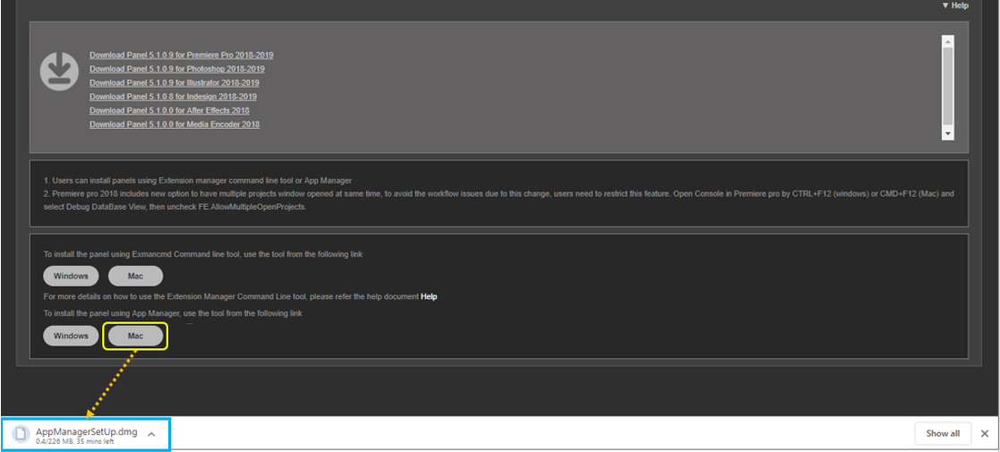 ▼ Help
Download Panel 5.1.0.9 for Premiere Pro 2018-2019
Download Panel 5.1.0.9 for Photoshop 2018-2019
Download Panel 5.1.0.9 for Illustrator 2018-2019
Download Panel 5.1.0.8 for Indesign 2018-2019
Download Panel 5.1.0.0 for After Effects 2018
Download Panel 5.1.0.0 for Media Encoder 2018
1. Users can install panels using Extension manager command line tool or App Manager
2. Premiere pro 2018 includes new option to have multiple projects window opened at same time, to avoid the workflow issues due to this change, users need to restrict this feature. Open Console in Premiere pro by CTRL+F12 (windows) or CMD+F12 (Mac) and
select Debug DataBase View, then uncheck FE.AllowMultipleOpenProjects.
To install the panel using Exmancmd Command line tool, use the tool from the following link
Windows Mac
For more details on how to use the Extension Manager Command Line tool, please refer the help document Help
To install the panel using App Manager, use the tool from the following link
Windows Mac
AppManagerSetUp.dmg
0.4/226 MB, 35 mins left
Show all